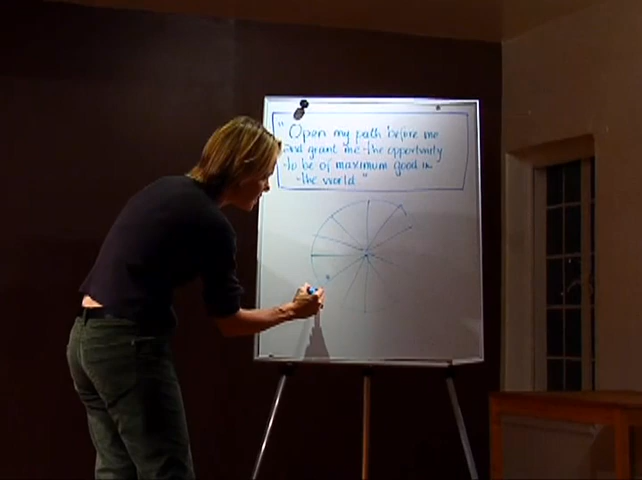 " Open my path before me
and grant me the opportunity
to be of maximum good in
the world "